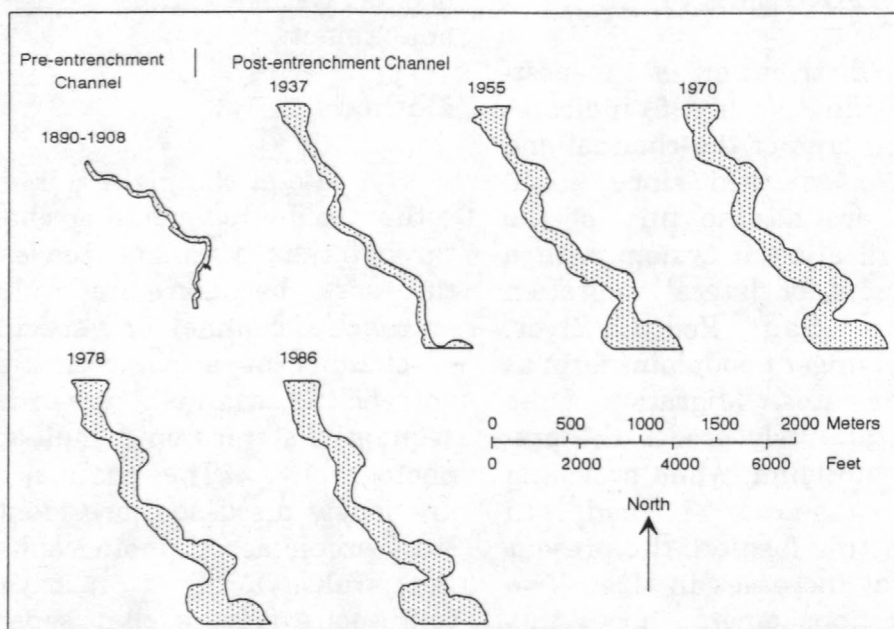 Pre-entrenchment
Channel
Post-entrenchment Channel
1890-1908
1937
1955
1970
1978
1986
0 500 1000 1500 2000 Meters
0 2000 4000 6000 Feet
North